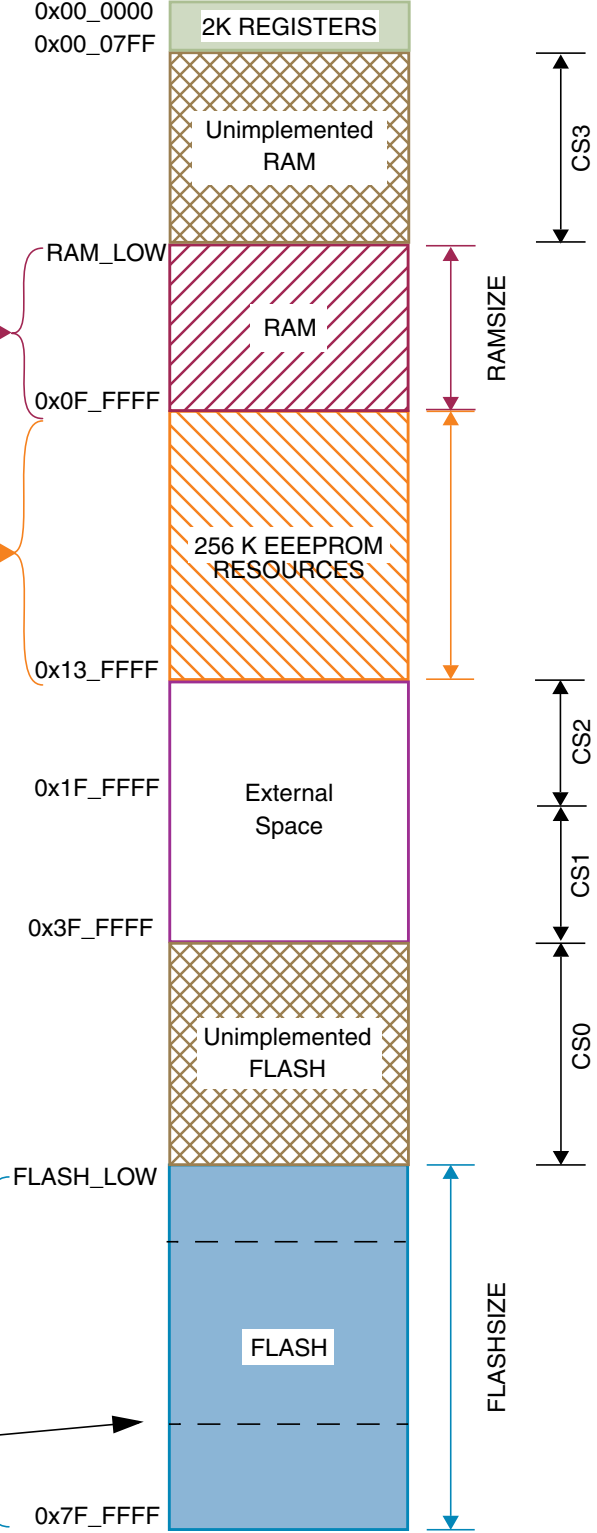 0x00_0000
2K REGISTERS
0x00_07FF
Unimplemented
RAM
CS3
RAM_LOW
RAM
RAMSIZE
0x0F_FFFF
256 K EEEPROM
RESOURCES
0x13_FFFF
CS2
0x1F_FFFF
External
Space
CS1
0x3F_FFFF
Unimplemented
FLASH
CS0
FLASH_LOW
FLASH
FLASHSIZE
0x7F_FFFF